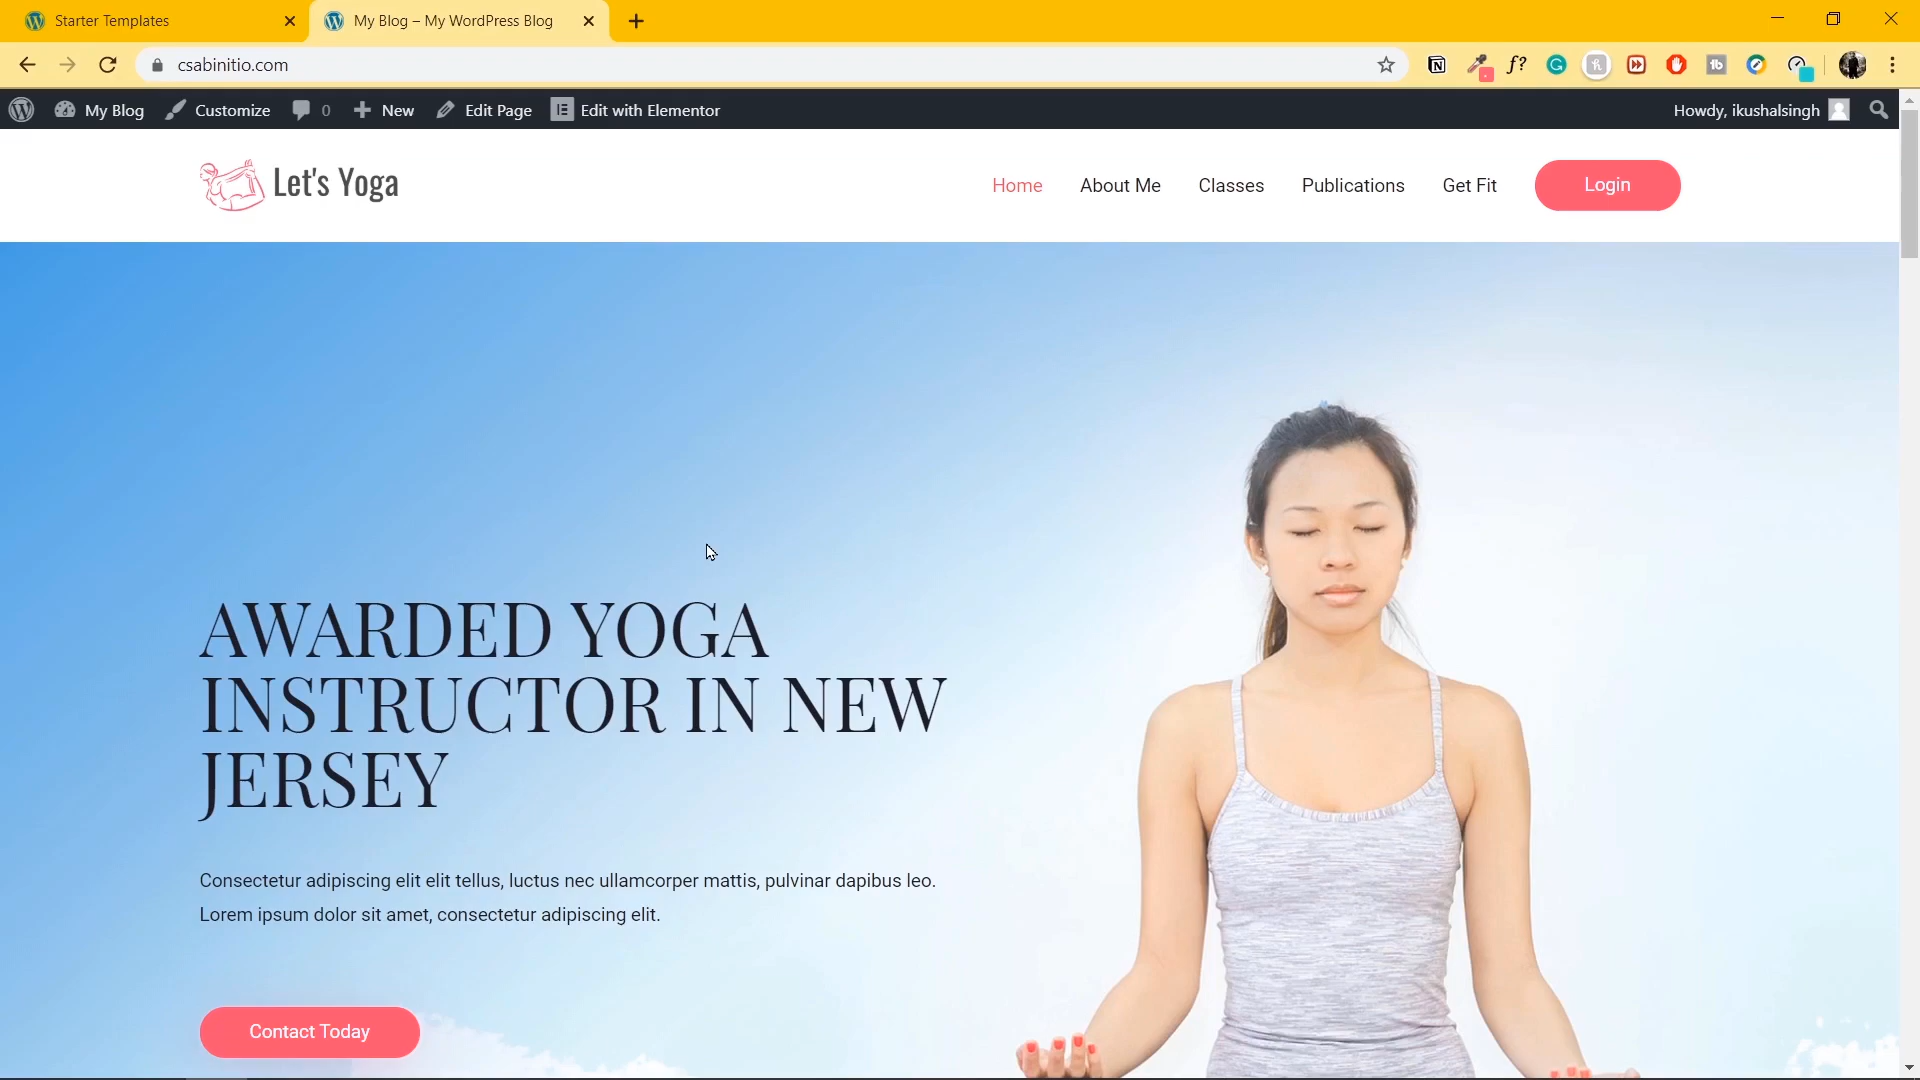 Starter Templates
My Blog – My WordPress Blog
csabinitio.com
My Blog
Customize
0
New
Edit Page
Edit with Elementor
Howdy, ikushalsingh
Let's Yoga
Home
About Me
Classes
Publications
Get Fit
Login
AWARDED YOGA
INSTRUCTOR IN NEW
JERSEY
Consectetur adipiscing elit elit tellus, luctus nec ullamcorper mattis, pulvinar dapibus leo.
Lorem ipsum dolor sit amet, consectetur adipiscing elit.
Contact Today